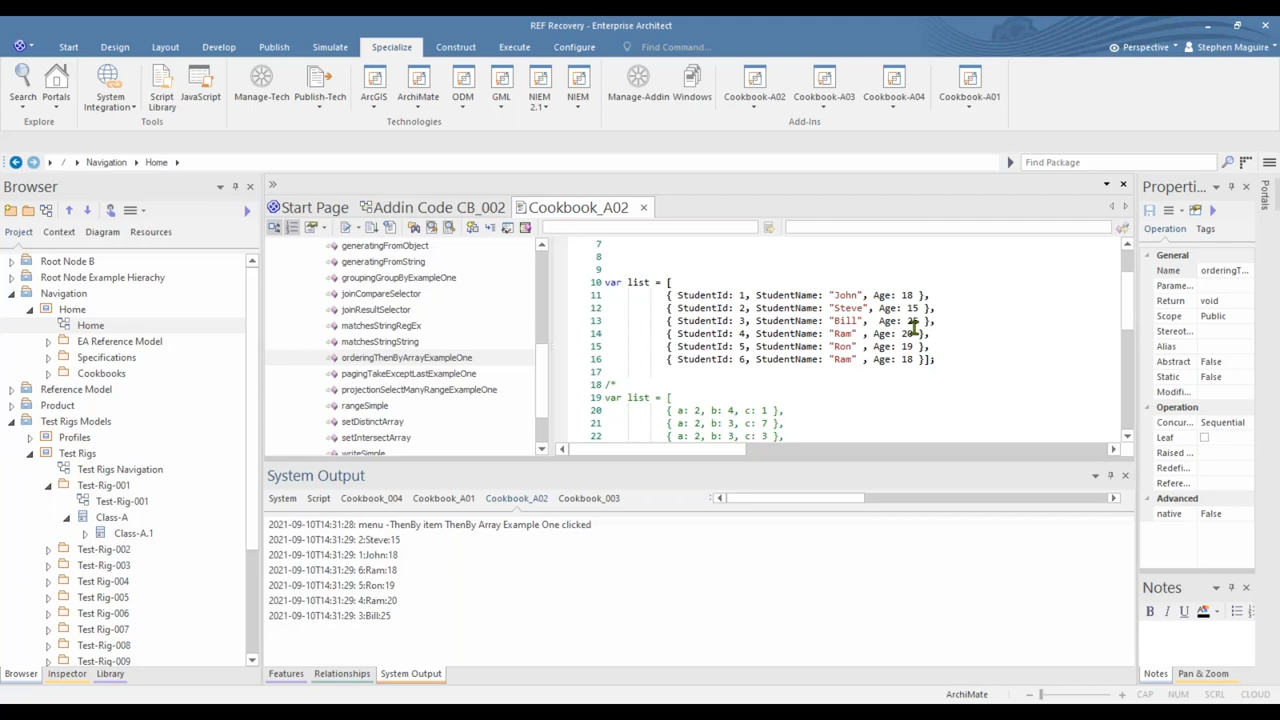 REF Recovery - Enterprise Architect
Start Design Layout Develop Publish Simulate Specialize Construct Execute Configure Find Command... Perspective Stephen Maguire
Search Portals System Integration Script Library JavaScript Manage-Tech Publish-Tech ArcGIS ArchiMate ODM GML NIEM 2.1 NIEM Manage-Addin Windows Cookbook-A02 Cookbook-A03 Cookbook-A04 Cookbook-A01
Explore Tools Technologies Add-Ins
/ Navigation Home Find Package
Browser
Project Context Diagram Resources
Root Node B
Root Node Example Hierachy
Navigation
Home
Home
EA Reference Model
Specifications
Cookbooks
Reference Model
Product
Test Rigs Models
Profiles
Test Rigs
Test Rigs Navigation
Test-Rig-001
Test-Rig-001
Class-A
Class-A.1
Test-Rig-002
Test-Rig-003
Test-Rig-004
Test-Rig-005
Test-Rig-006
Test-Rig-007
Test-Rig-008
Test-Rig-009
Browser Inspector Library
Start Page Addin Code CB_002 Cookbook_A02
generatingFromObject
generatingFromString
groupingGroupByExampleOne
joinCompareSelector
joinResultSelector
matchesStringRegEx
matchesStringRange
orderingThenByArrayExampleOne
pagingTakeExceptLastExampleOne
projectionSelectManyRangeExampleOne
rangeSimple
setDistinctArray
setIntersectArray
writeSimple
7
8
9
10 var list = [
11 { StudentId: 1, StudentName: "John", Age: 18 },
12 { StudentId: 2, StudentName: "Steve", Age: 15 },
13 { StudentId: 3, StudentName: "Bill", Age: 25 },
14 { StudentId: 4, StudentName: "Ram" , Age: 20 },
15 { StudentId: 5, StudentName: "Ron" , Age: 19 },
16 { StudentId: 6, StudentName: "Ram" , Age: 18 }];
17
18 /*
19 var list = [
20 { a: 2, b: 4, c: 1 },
21 { a: 2, b: 3, c: 7 },
22 { a: 2, b: 3, c: 3 },
System Output
System Script Cookbook_004 Cookbook_A01 Cookbook_A02 Cookbook_003
2021-09-10T14:31:28: menu -ThenBy item ThenBy Array Example One clicked
2021-09-10T14:31:29: 2:Steve:15
2021-09-10T14:31:29: 1:John:18
2021-09-10T14:31:29: 6:Ram:18
2021-09-10T14:31:29: 5:Ron:19
2021-09-10T14:31:29: 4:Ram:20
2021-09-10T14:31:29: 3:Bill:25
Features Relationships System Output
Properti...
Operation Tags
General
Name orderingT...
Parame...
Return void
Scope Public
Stereot...
Alias
Abstract False
Static False
Modifi...
Operation
Concur... Sequential
Leaf
Raised ...
Redefi...
Refere...
Advanced
native False
Notes
B I U A
Notes Pan & Zoom
Portals
ArchiMate CAP NUM SCRL CLOUD